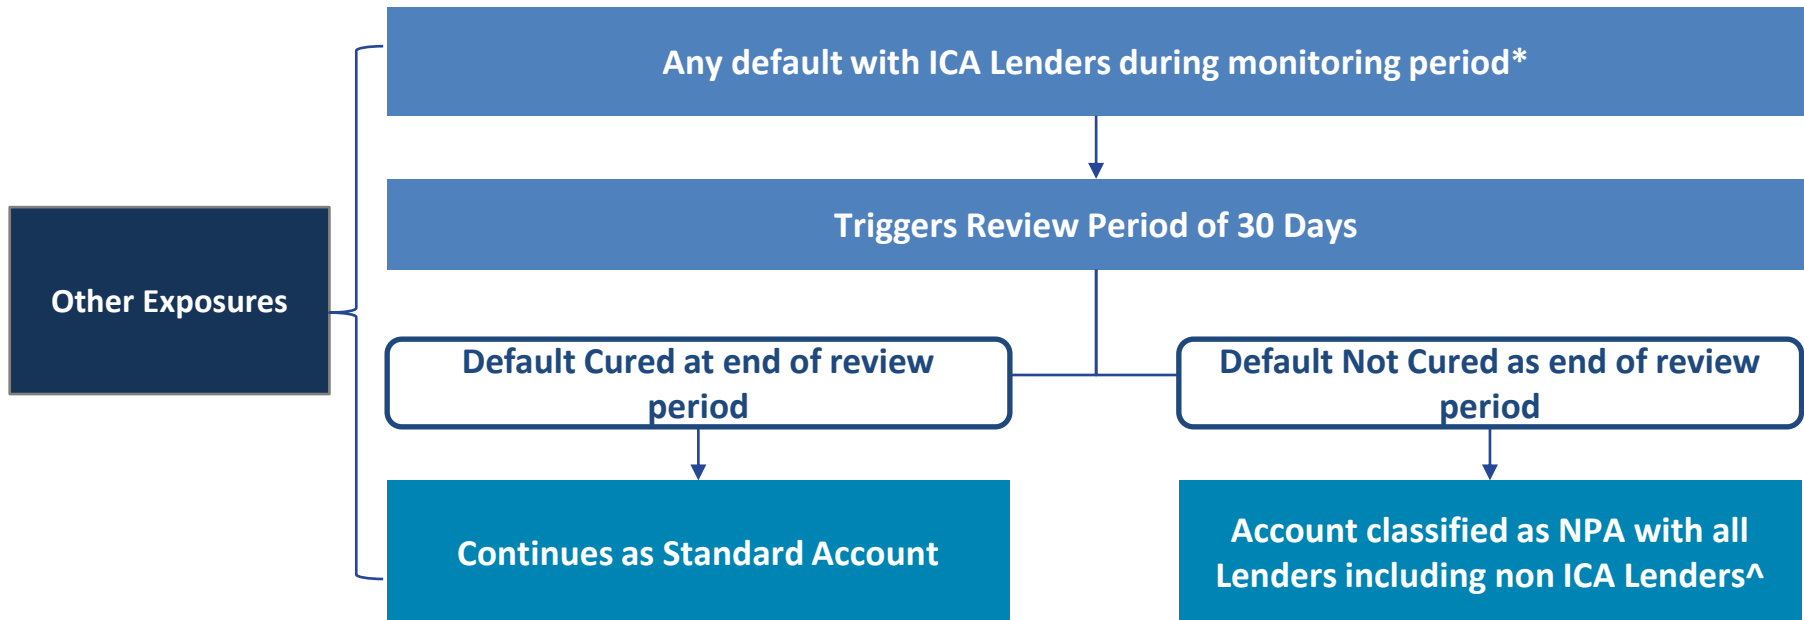 Any default with ICA Lenders during monitoring period*
Triggers Review Period of 30 Days
Other Exposures
Default Cured at end of review
period
Default Not Cured as end of review
period
Continues as Standard Account
Account classified as NPA with all
Lenders including non ICA Lenders^